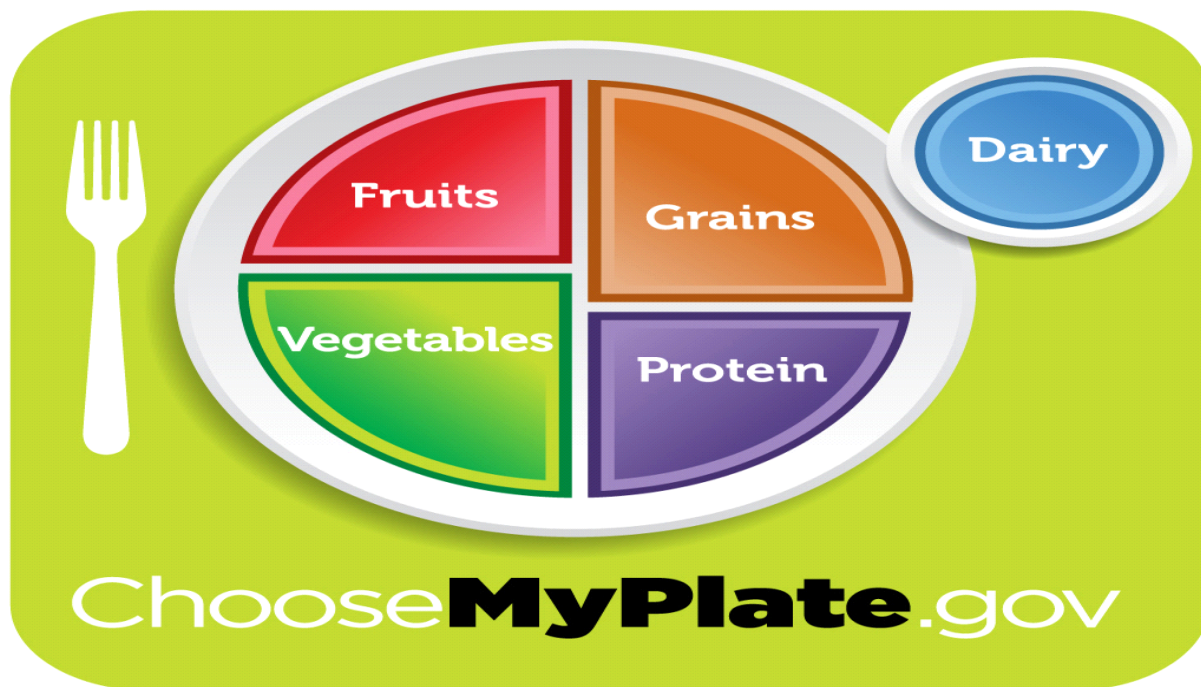 Fruits
Grains
Dairy
Vegetables
Protein
ChooseMyPlate.gov